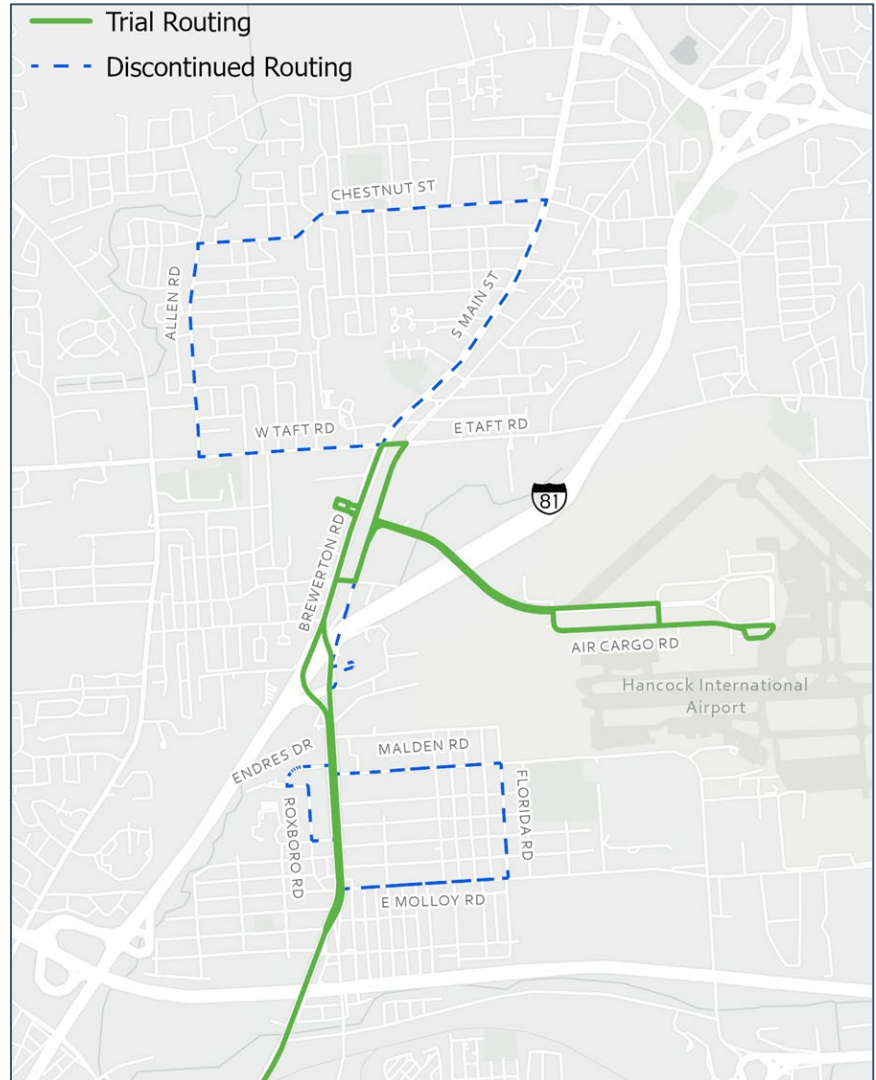 Trial Routing
Discontinued Routing
CHESTNUT ST
ALLEN RD
S MAIN ST
W TAFT RD
E TAFT RD
81
BREWERTON RD
AIR CARGO RD
Hancock International
Airport
ENDRES DR
MALDEN RD
ROXBORO RD
FLORIDA RD
E MOLLOY RD